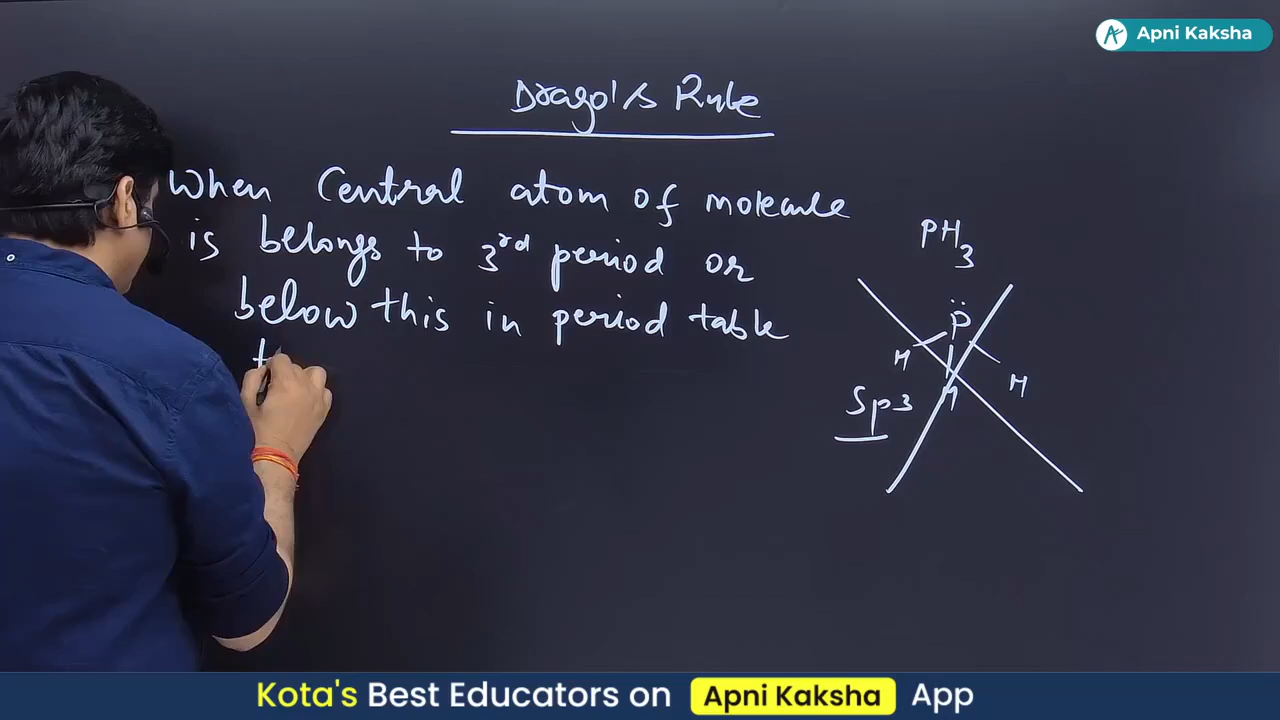 Apni Kaksha
Drago's Rule
When Central atom of molecule
is belongs to 3rd period or
below this in period table
PH3
P
H
H
H
Sp3
Kota's Best Educators on Apni Kaksha App